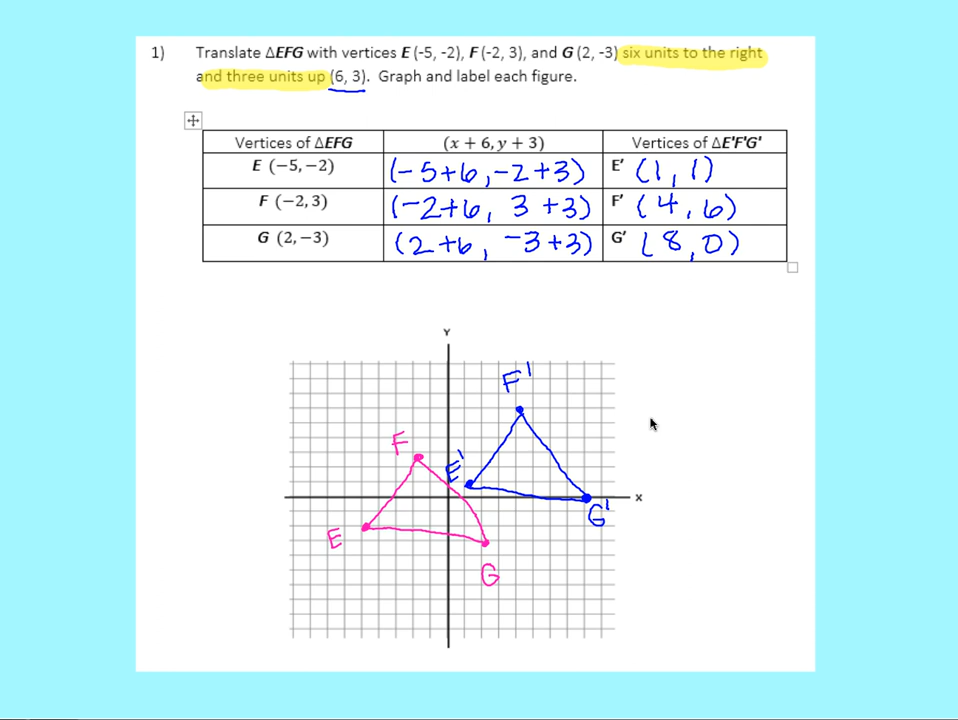 1) Translate ΔEFG with vertices E (-5, -2), F (-2, 3), and G (2, -3) six units to the right
and three units up (6, 3). Graph and label each figure.
Vertices of ΔEFG (x + 6, y + 3) Vertices of ΔE'F'G'
E (−5, −2) (-5+6, -2+3) E' (1, 1)
F (−2, 3) (-2+6, 3+3) F' (4, 6)
G (2, −3) (2+6, -3+3) G' (8, 0)
Y
F'
F
E'
X
G'
E
G